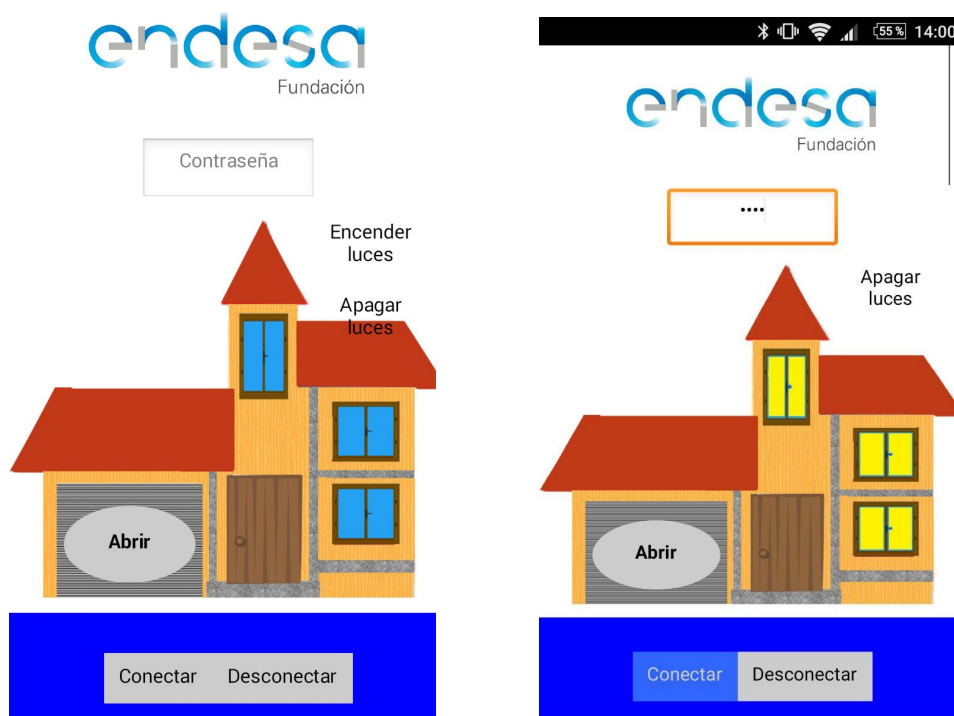 endesa
Fundación
Contraseña
Encender
luces
Apagar
luces
Abrir
Conectar Desconectar
55 % 14:00
endesa
Fundación
••••
Apagar
luces
Abrir
Conectar Desconectar